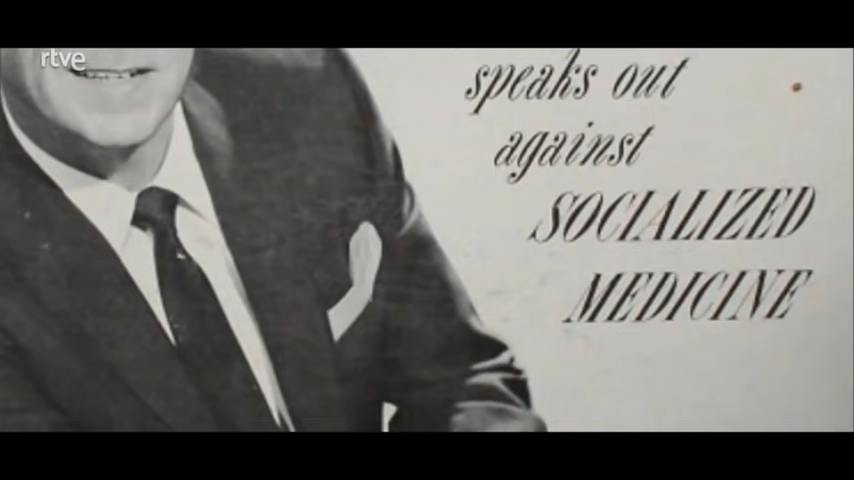 rtve
speaks out
against
SOCIALIZED
MEDICINE